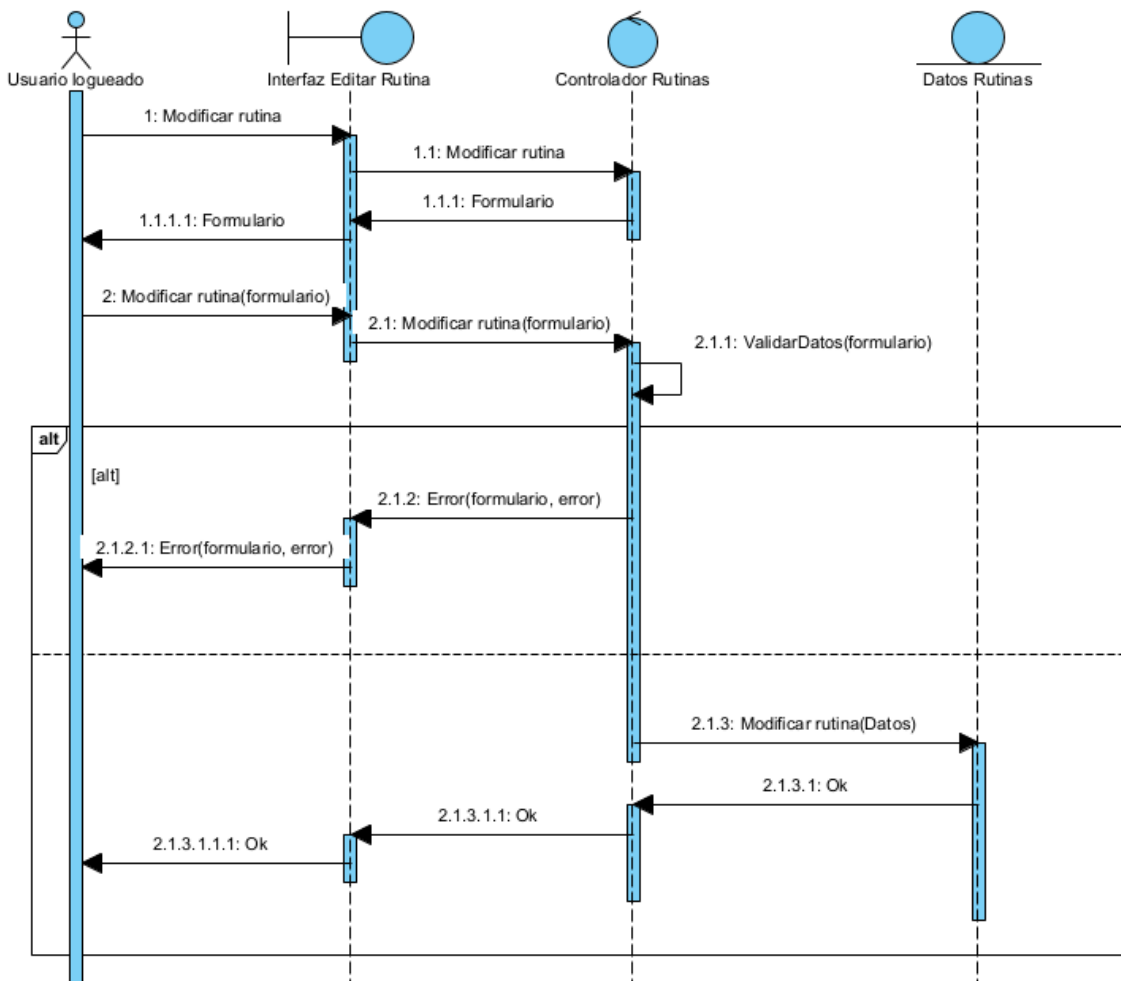 Usuario logueado
Interfaz Editar Rutina
Controlador Rutinas
Datos Rutinas
1: Modificar rutina
1.1: Modificar rutina
1.1.1: Formulario
1.1.1.1: Formulario
2: Modificar rutina(formulario)
2.1: Modificar rutina(formulario)
2.1.1: ValidarDatos(formulario)
alt
[alt]
2.1.2: Error(formulario, error)
2.1.2.1: Error(formulario, error)
2.1.3: Modificar rutina(Datos)
2.1.3.1: Ok
2.1.3.1.1: Ok
2.1.3.1.1.1: Ok